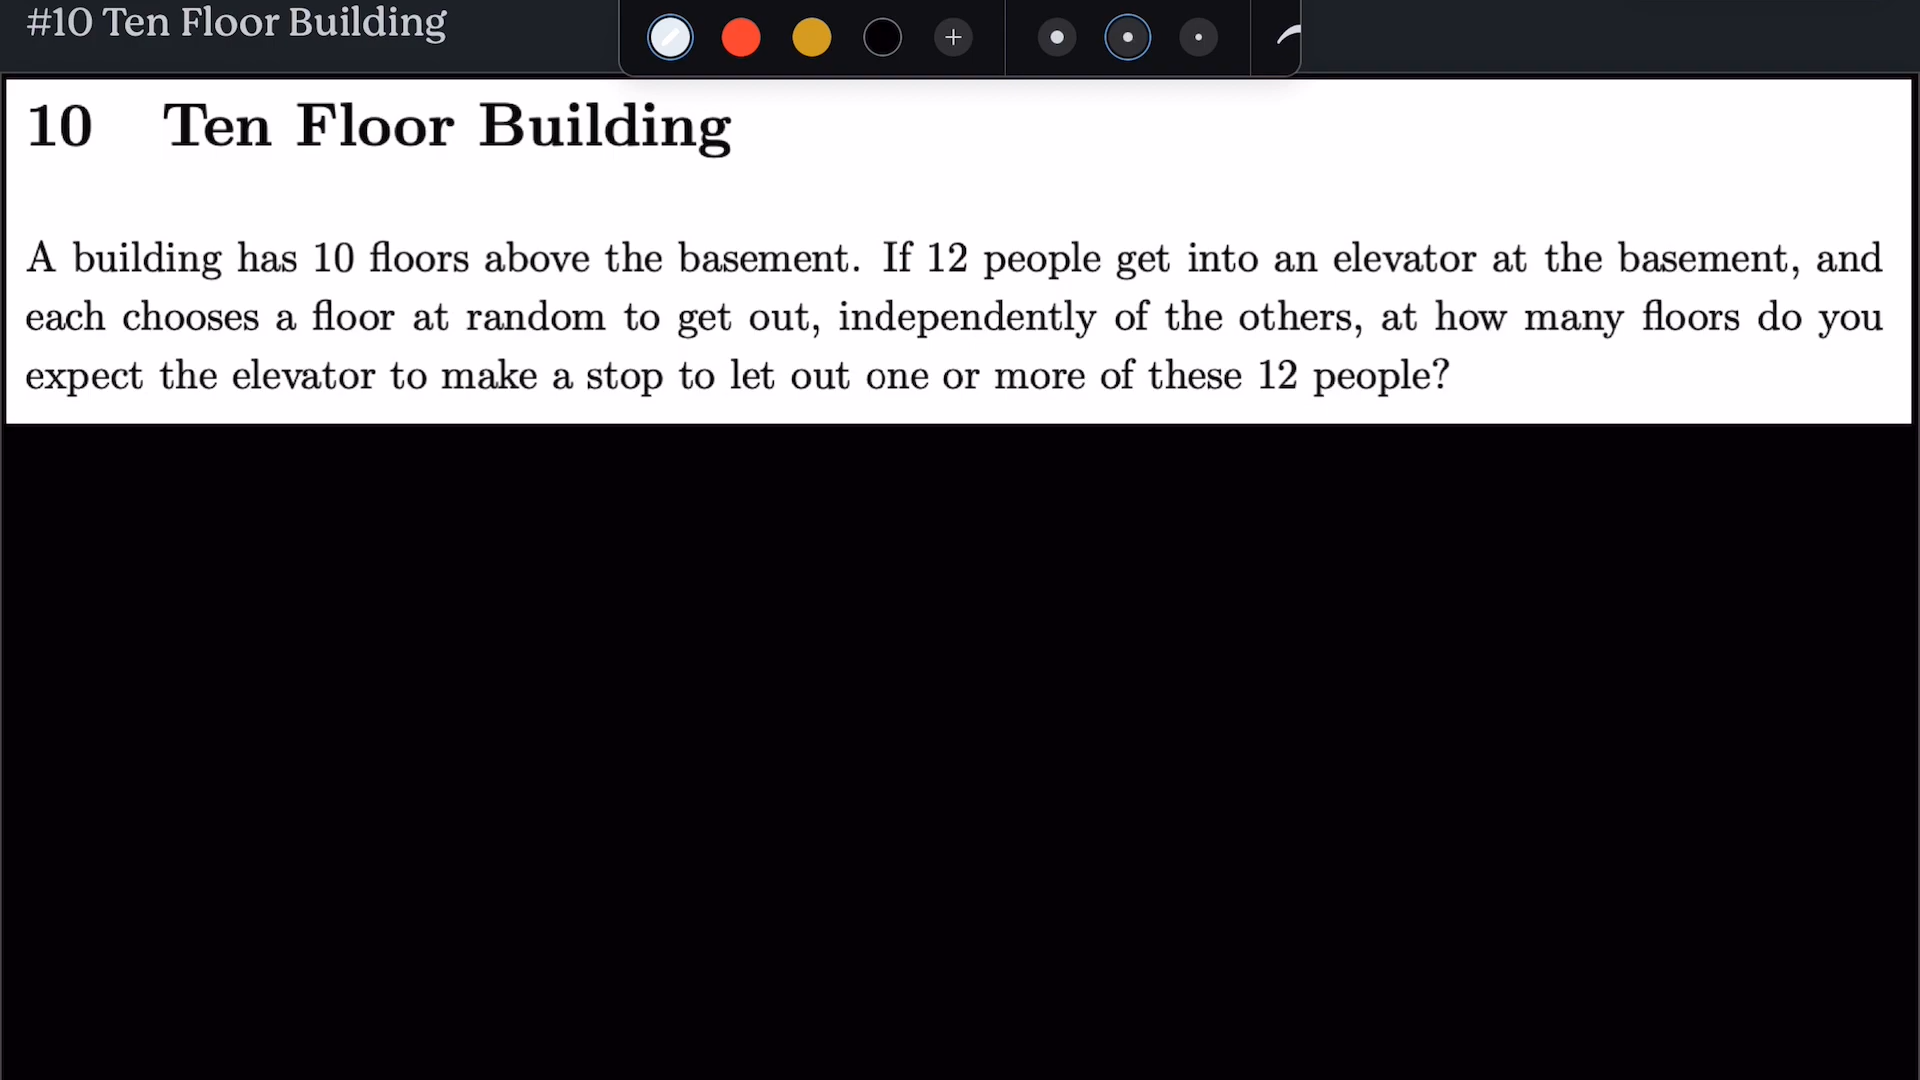 #10 Ten Floor Building
10 Ten Floor Building
A building has 10 floors above the basement. If 12 people get into an elevator at the basement, and
each chooses a floor at random to get out, independently of the others, at how many floors do you
expect the elevator to make a stop to let out one or more of these 12 people?